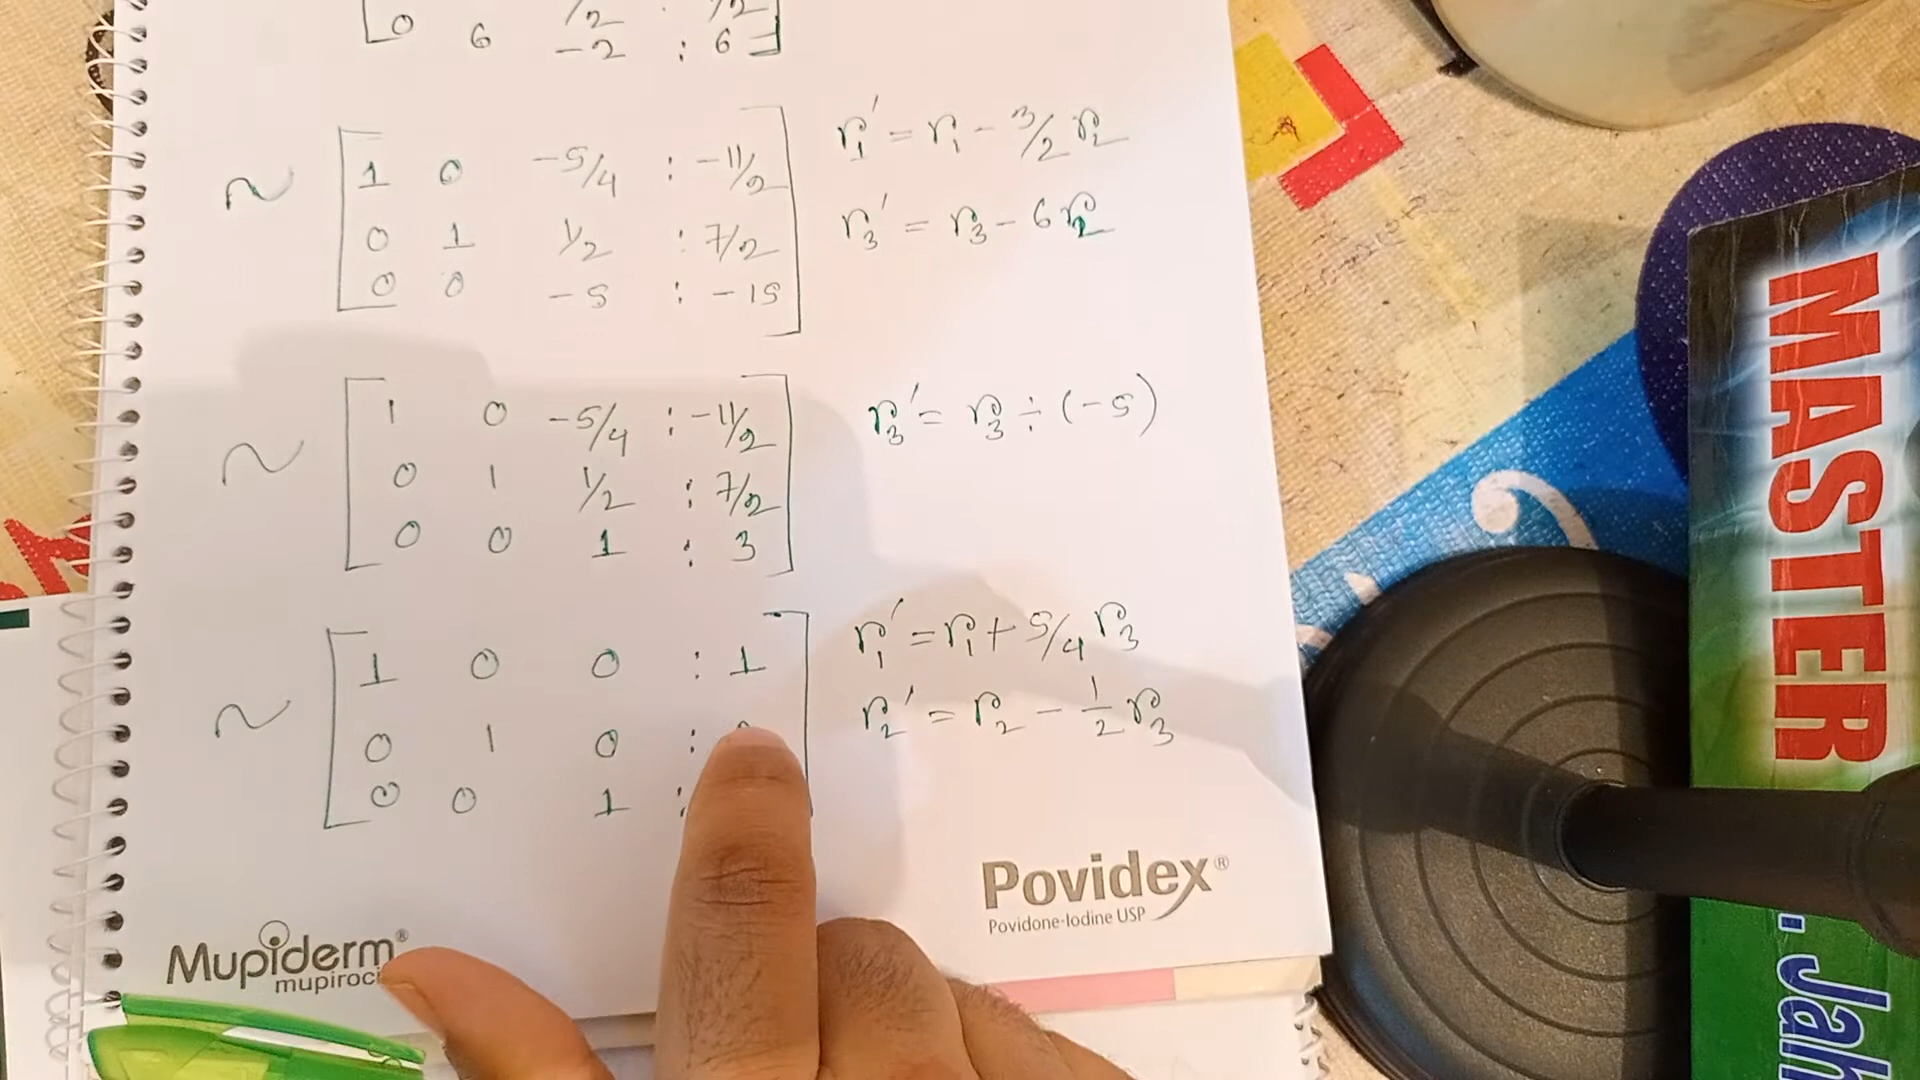 1/2 : 7/2
0 6 -2 : 6
~ 1 0 -5/4 : -11/2 r₁' = r₁ - 3/2 r₂
0 1 1/2 : 7/2 r₃' = r₃ - 6r₂
0 0 -5 : -15
~ 1 0 -5/4 : -11/2 r₃' = r₃ ÷ (-5)
0 1 1/2 : 7/2
0 0 1 : 3
~ 1 0 0 : 1 r₁' = r₁ + 5/4 r₃
0 1 0 : r₂' = r₂ - 1/2 r₃
0 0 1 :
Povidex®
Povidone-Iodine USP
Mupiderm®
MASTER
Jah